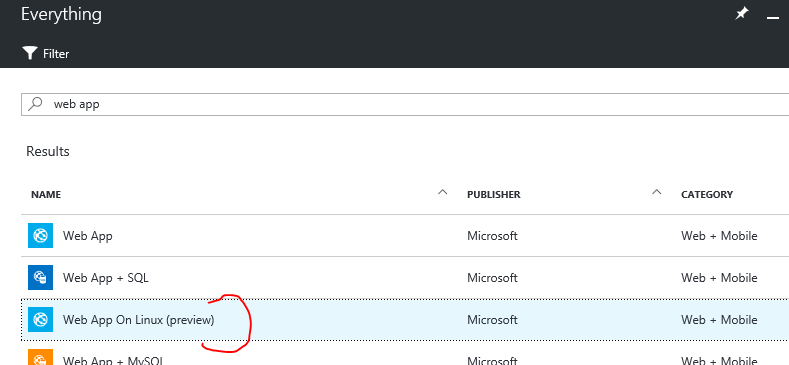 Everything
Filter
web app
Results
NAME PUBLISHER CATEGORY
Web App Microsoft Web + Mobile
Web App + SQL Microsoft Web + Mobile
Web App On Linux (preview) Microsoft Web + Mobile
Web App + MySQL Microsoft Web + Mobile